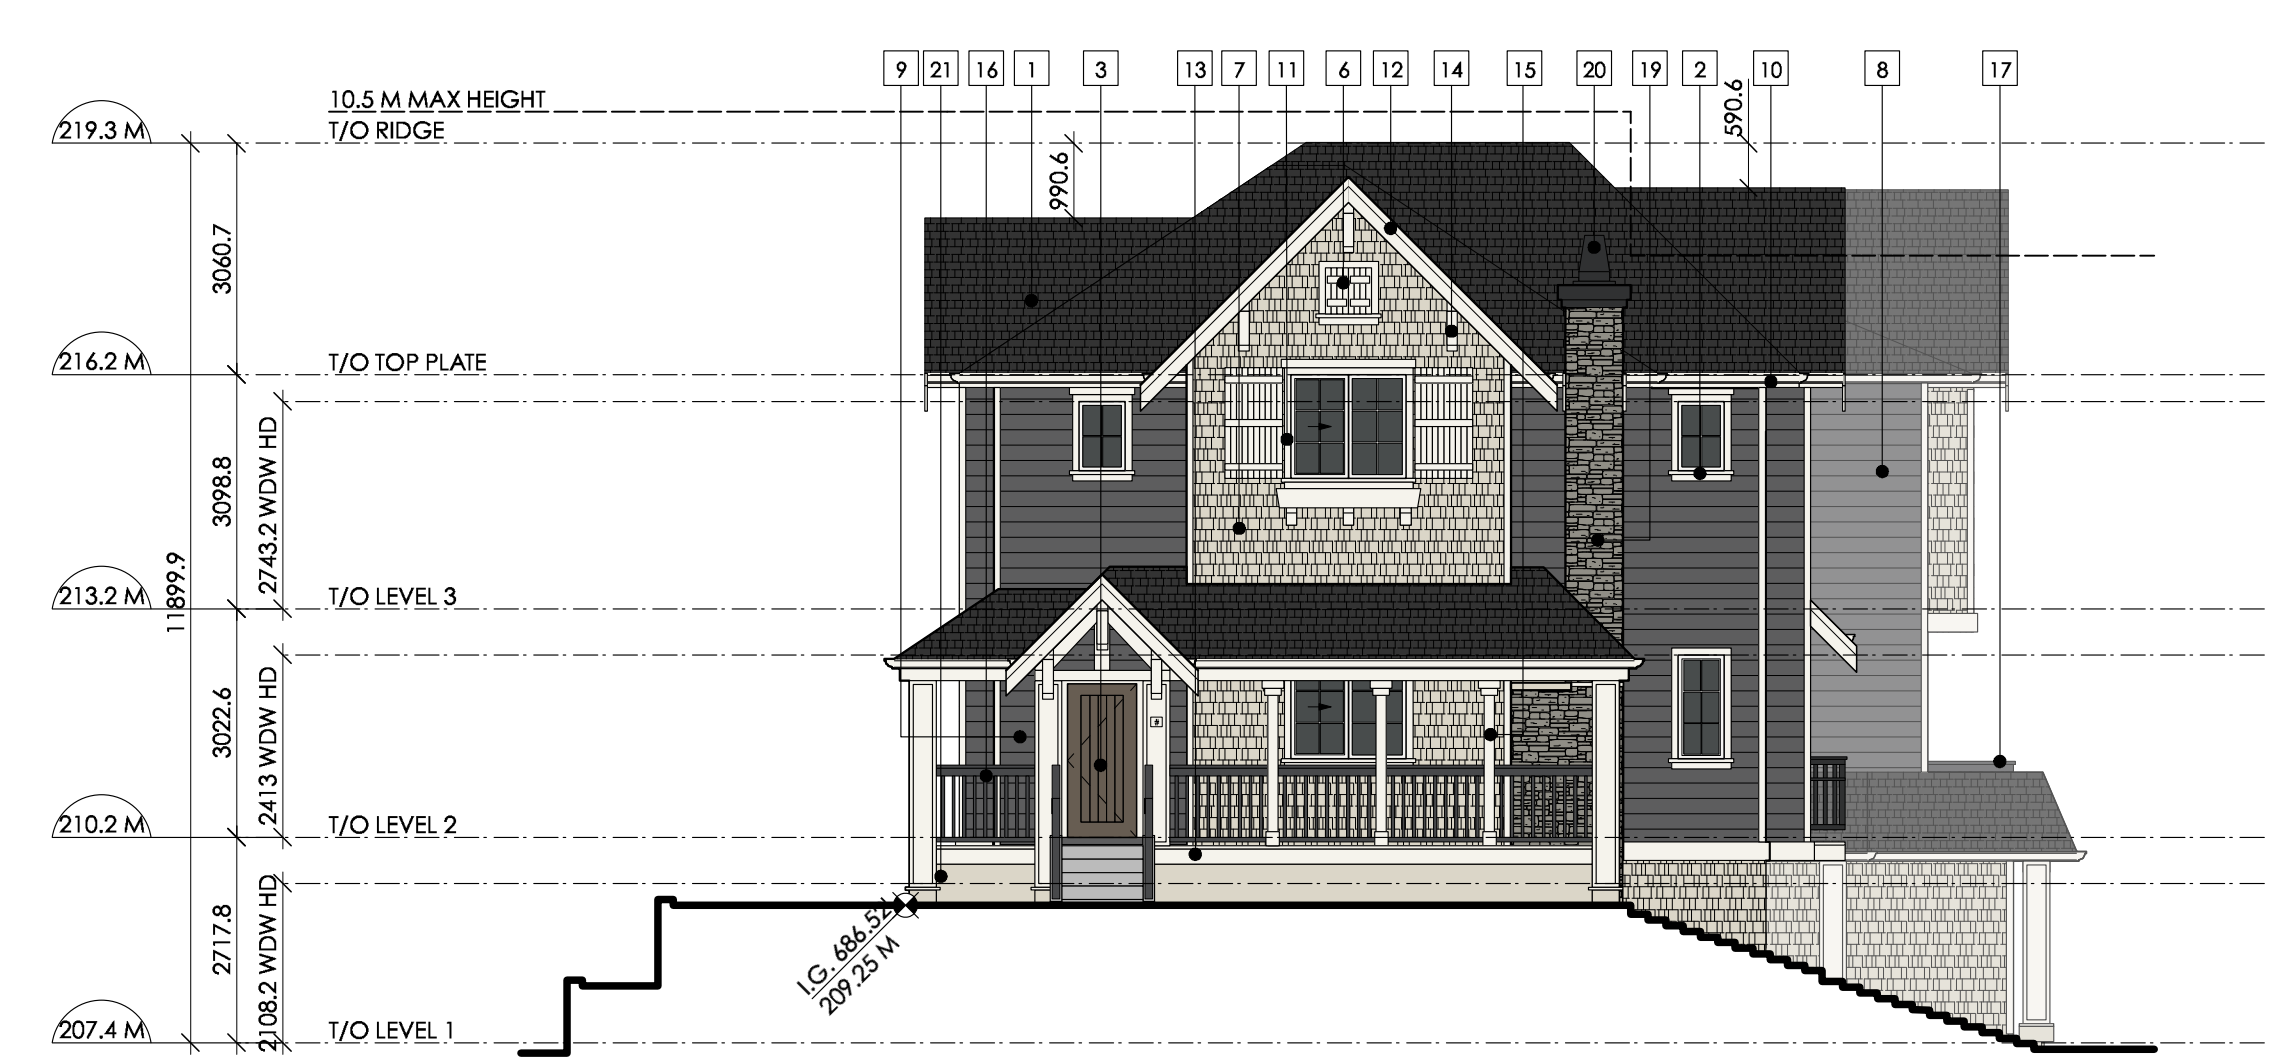 9 21 16 1 3 13 7 11 6 12 14 15 20 19 2 10 8 17
10.5 M MAX HEIGHT
219.3 M T/O RIDGE
590.6
990.6
3060.7
216.2 M T/O TOP PLATE
3098.8
2743.2 WDW HD
11899.9
213.2 M T/O LEVEL 3
3022.6
2413 WDW HD
#
210.2 M T/O LEVEL 2
2717.8
2108.2 WDW HD
I.G. 686.52'
209.25 M
207.4 M T/O LEVEL 1